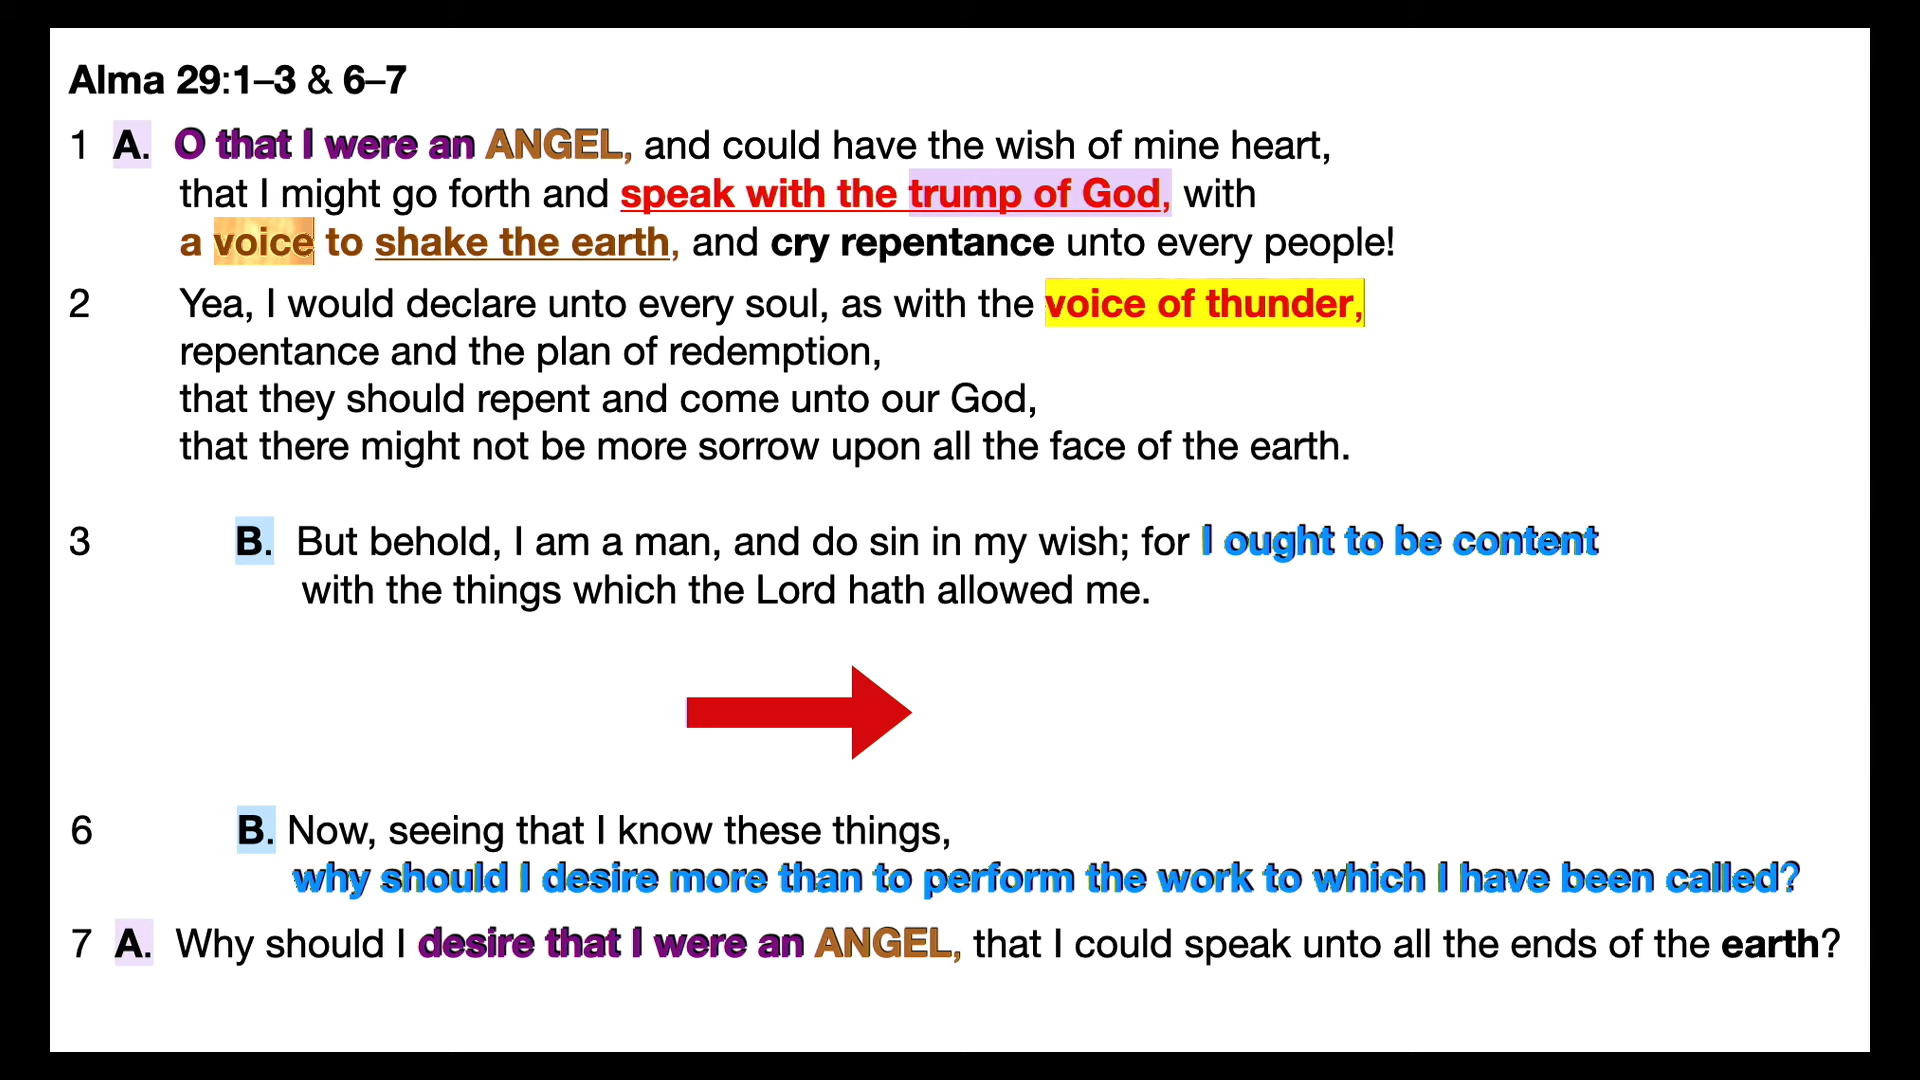 Alma 29:1–3 & 6–7
1 A. O that I were an ANGEL, and could have the wish of mine heart,
that I might go forth and speak with the trump of God, with
a voice to shake the earth, and cry repentance unto every people!
2 Yea, I would declare unto every soul, as with the voice of thunder,
repentance and the plan of redemption,
that they should repent and come unto our God,
that there might not be more sorrow upon all the face of the earth.
3 B. But behold, I am a man, and do sin in my wish; for I ought to be content
with the things which the Lord hath allowed me.
6 B. Now, seeing that I know these things,
why should I desire more than to perform the work to which I have been called?
7 A. Why should I desire that I were an ANGEL, that I could speak unto all the ends of the earth?